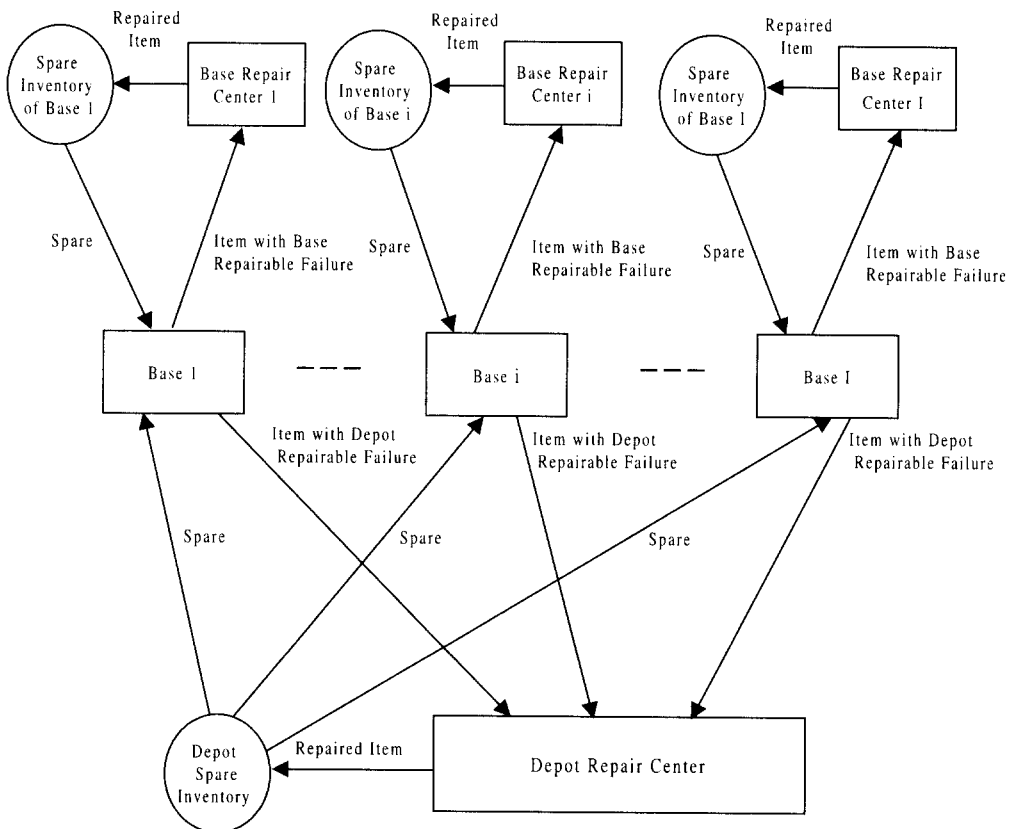 Repaired
Item
Spare
Inventory
of Base 1
Base Repair
Center 1
Repaired
Item
Spare
Inventory
of Base i
Base Repair
Center i
Repaired
Item
Spare
Inventory
of Base I
Base Repair
Center I
Spare
Item with Base
Repairable Failure
Spare
Item with Base
Repairable Failure
Spare
Item with Base
Repairable Failure
Base 1
Base i
Base I
Item with Depot
Repairable Failure
Item with Depot
Repairable Failure
Item with Depot
Repairable Failure
Spare
Spare
Spare
Depot
Spare
Inventory
Repaired Item
Depot Repair Center